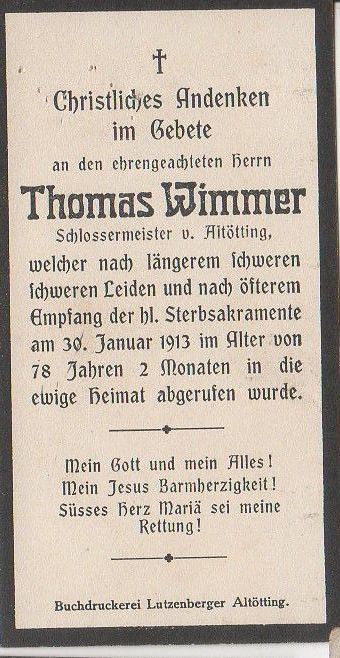 Christliches Andenken
im Gebete
an den ehrengeachteten Herrn
Thomas Wimmer
Schlossermeister v. Altötting,
welcher nach längerem schweren
schweren Leiden und nach öfterem
Empfang der hl. Sterbsakramente
am 30. Januar 1913 im Alter von
78 Jahren 2 Monaten in die
ewige Heimat abgerufen wurde.
Mein Gott und mein Alles!
Mein Jesus Barmherzigkeit!
Süsses Herz Mariä sei meine
Rettung!
Buchdruckerei Lutzenberger Altötting.